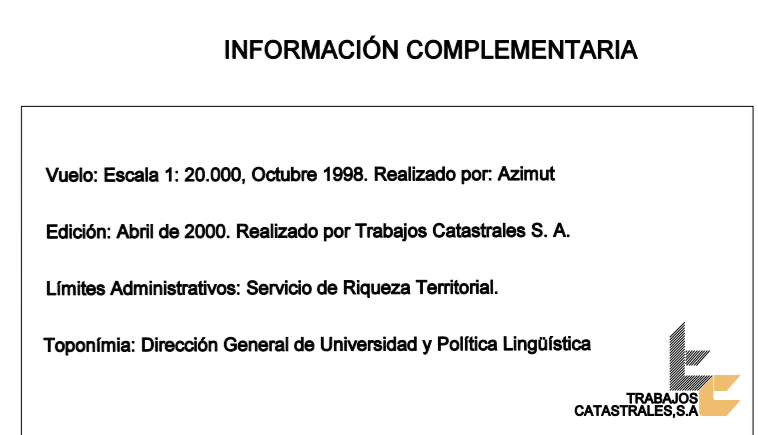 INFORMACIÓN COMPLEMENTARIA
Vuelo: Escala 1: 20.000, Octubre 1998. Realizado por: Azimut
Edición: Abril de 2000. Realizado por Trabajos Catastrales S. A.
Límites Administrativos: Servicio de Riqueza Territorial.
Toponímia: Dirección General de Universidad y Política Lingüística
TRABAJOS
CATASTRALES,S.A